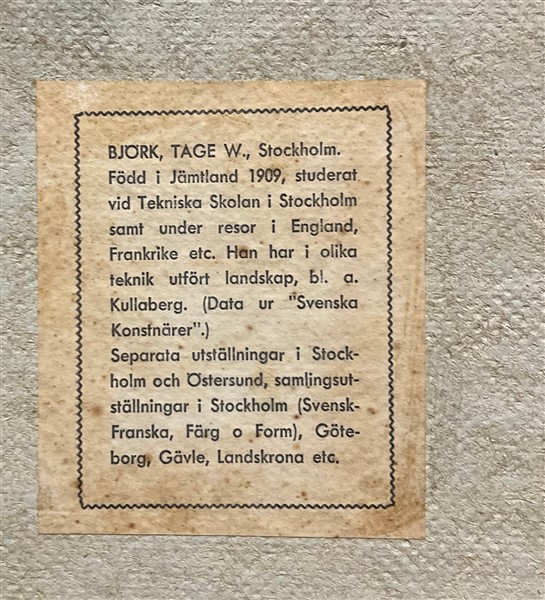 BJÖRK, TAGE W., Stockholm.
Född i Jämtland 1909, studerat
vid Tekniska Skolan i Stockholm
samt under resor i England,
Frankrike etc. Han har i olika
teknik utfört landskap, bl. a.
Kullaberg. (Data ur "Svenska
Konstnärer".)
Separata utställningar i Stock-
holm och Östersund, samlingsut-
ställningar i Stockholm (Svensk-
Franska, Färg o Form), Göte-
borg, Gävle, Landskrona etc.